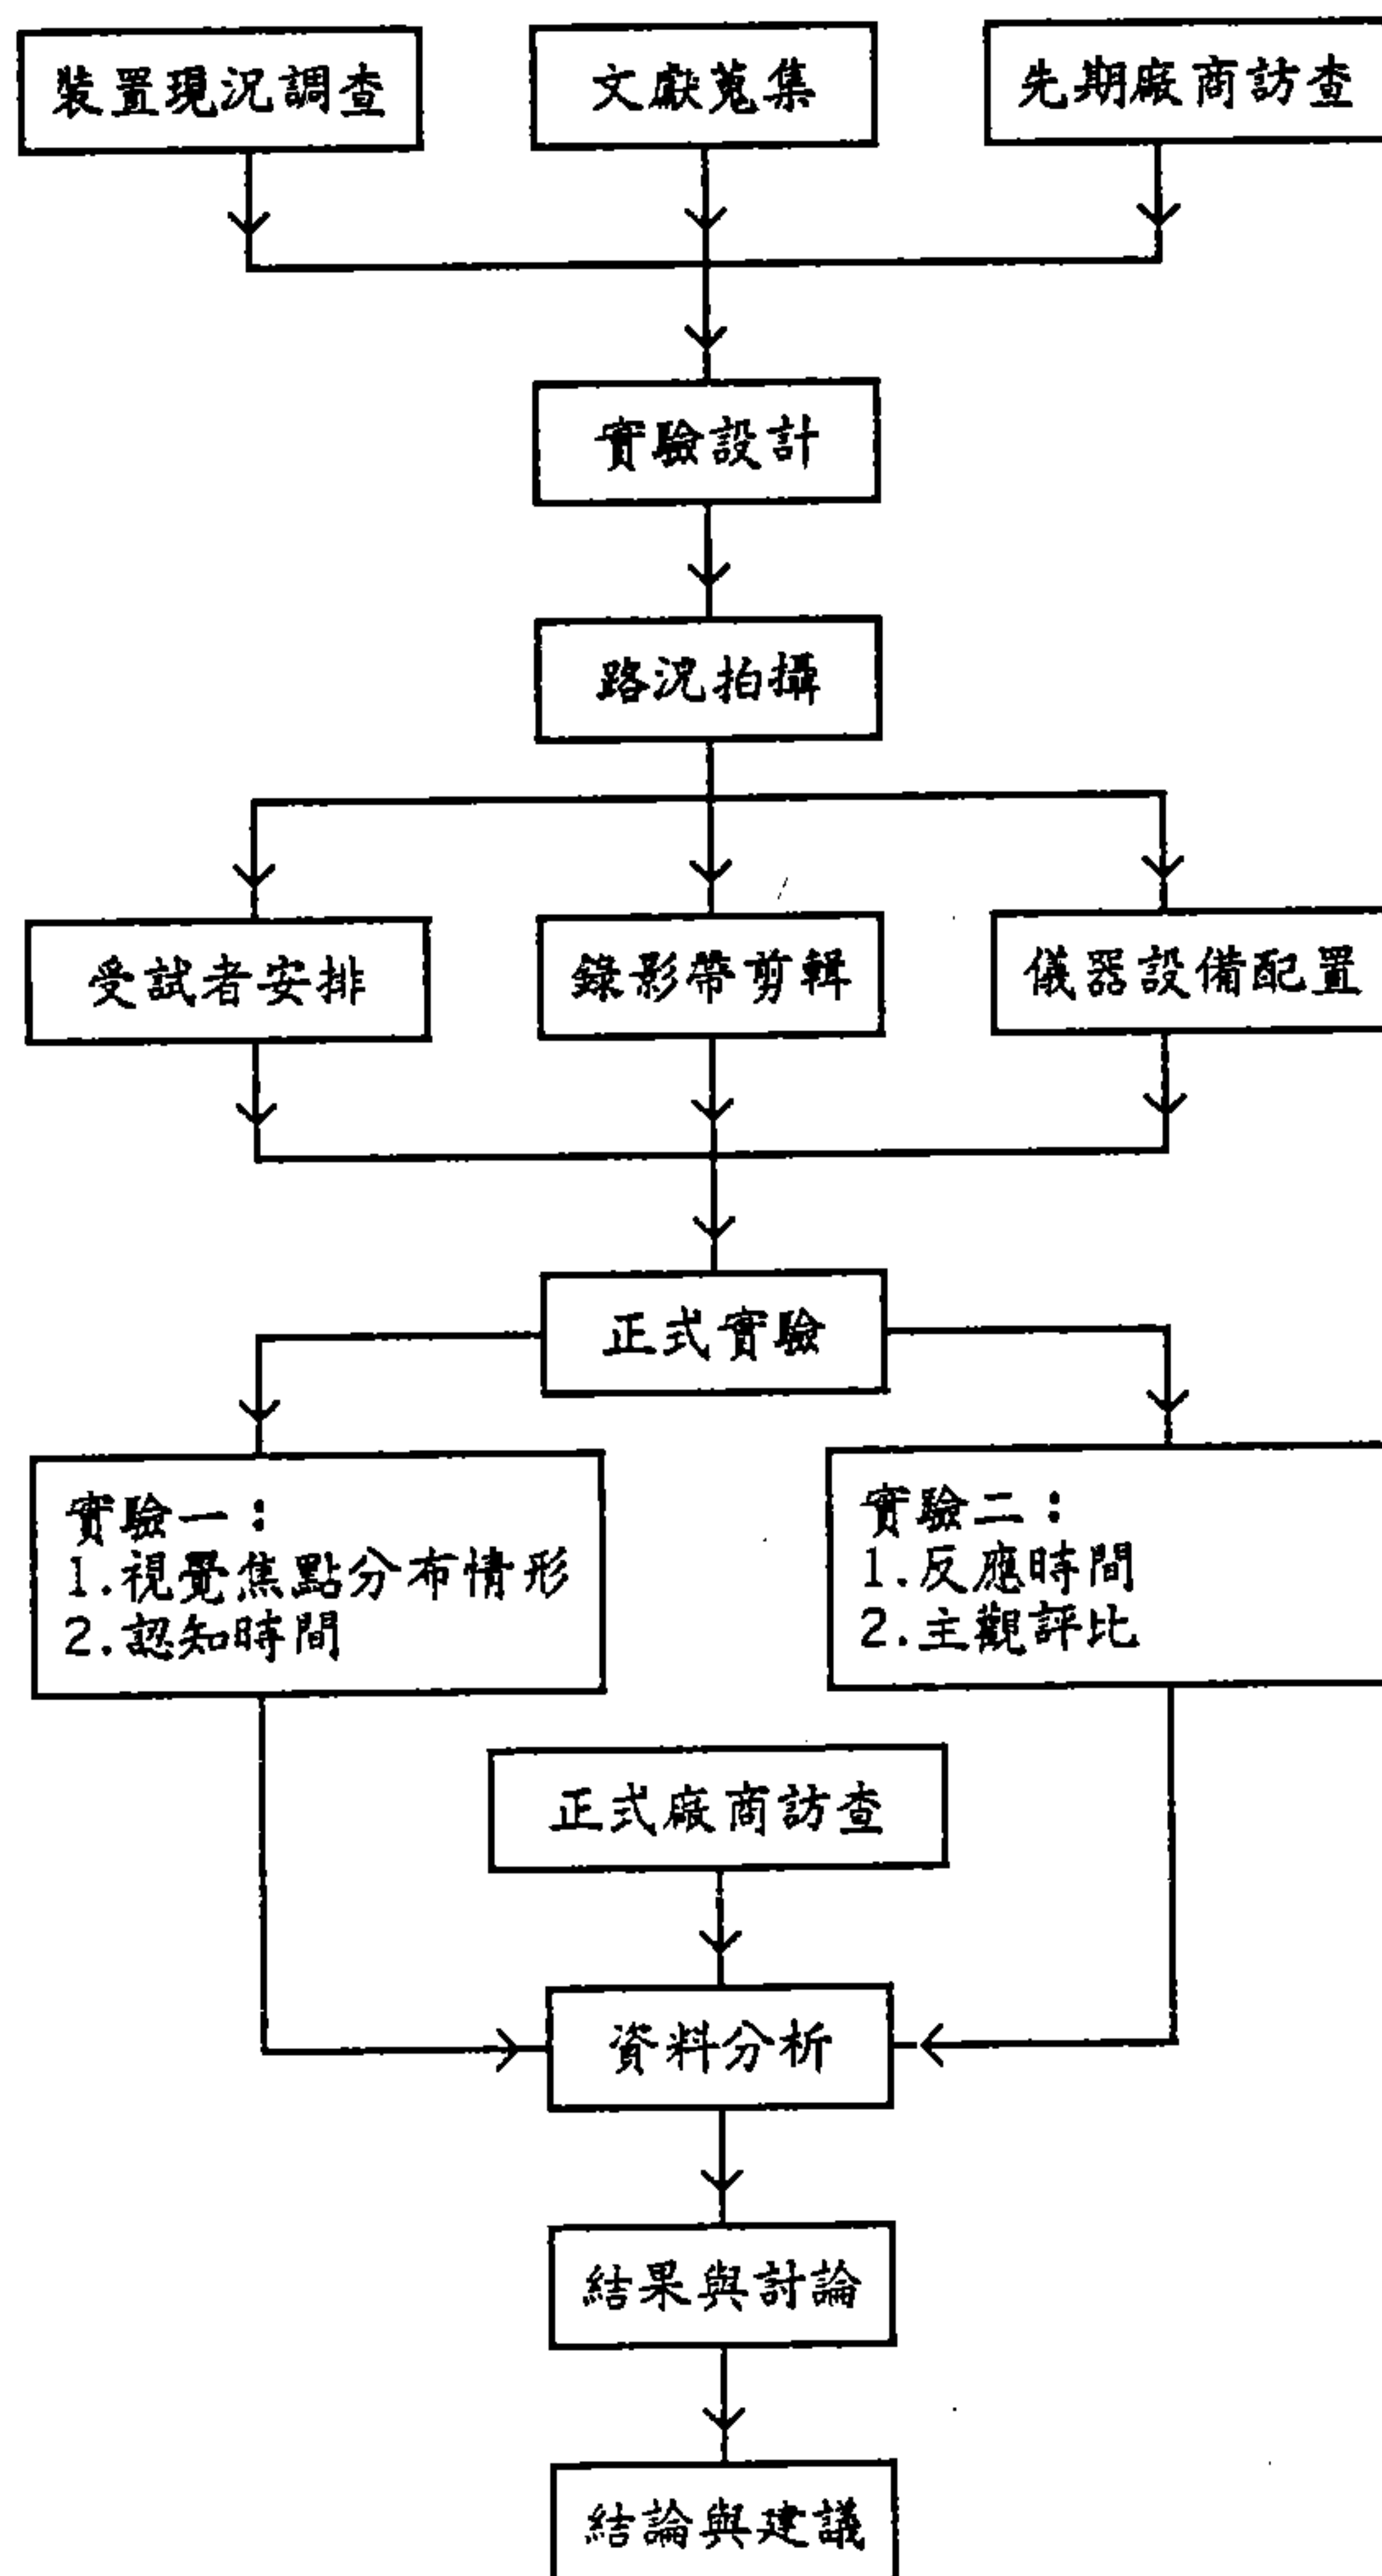 裝置現況調查
文獻蒐集
先期廠商訪查
實驗設計
路況拍攝
受試者安排
錄影帶剪輯
儀器設備配置
正式實驗
實驗一：
1.視覺焦點分布情形
2.認知時間
實驗二：
1.反應時間
2.主觀評比
正式廠商訪查
資料分析
結果與討論
結論與建議